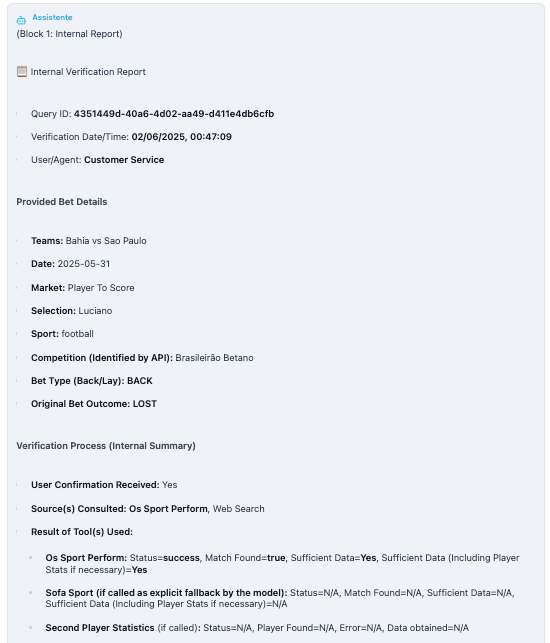 Assistente
(Block 1: Internal Report)
Internal Verification Report
Query ID: 4351449d-40a6-4d02-aa49-d411e4db6cfb
Verification Date/Time: 02/06/2025, 00:47:09
User/Agent: Customer Service
Provided Bet Details
Teams: Bahia vs Sao Paulo
Date: 2025-05-31
Market: Player To Score
Selection: Luciano
Sport: football
Competition (Identified by API): Brasileirão Betano
Bet Type (Back/Lay): BACK
Original Bet Outcome: LOST
Verification Process (Internal Summary)
User Confirmation Received: Yes
Source(s) Consulted: Os Sport Perform, Web Search
Result of Tool(s) Used:
Os Sport Perform: Status=success, Match Found=true, Sufficient Data=Yes, Sufficient Data (Including Player
Stats if necessary)=Yes
Sofa Sport (if called as explicit fallback by the model): Status=N/A, Match Found=N/A, Sufficient Data=N/A,
Sufficient Data (Including Player Stats if necessary)=N/A
Second Player Statistics (if called): Status=N/A, Player Found=N/A, Error=N/A, Data obtained=N/A